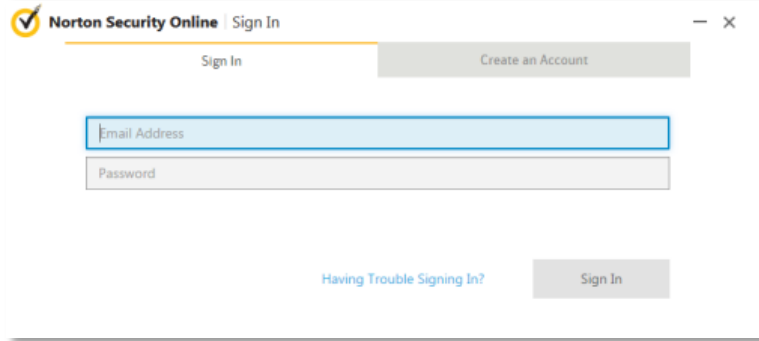 Norton Security Online | Sign In
Sign In
Create an Account
Email Address
Password
Having Trouble Signing In?
Sign In